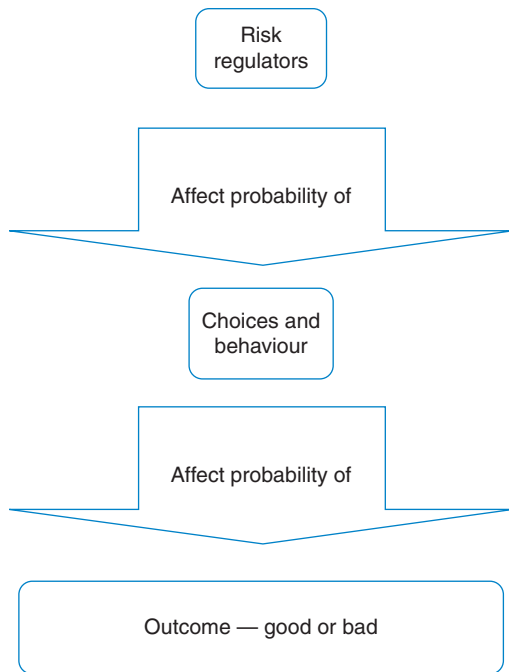 Risk
regulators
Affect probability of
Choices and
behaviour
Affect probability of
Outcome — good or bad